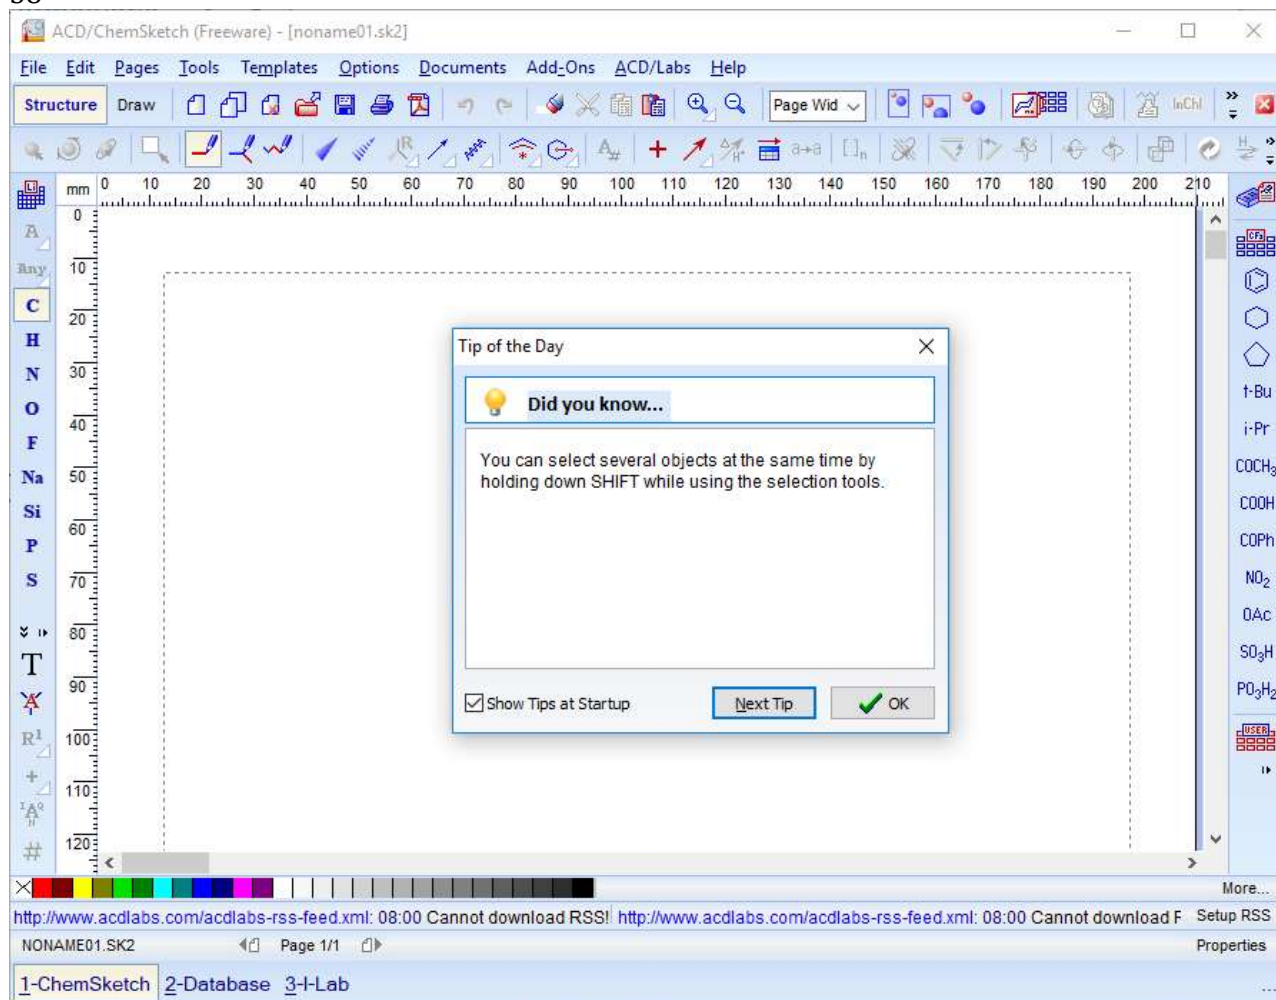 ACD/ChemSketch (Freeware) - [noname01.sk2]
File Edit Pages Tools Templates Options Documents Add-Ons ACD/Labs Help
Structure Draw Page Wid InChI
mm 0 10 20 30 40 50 60 70 80 90 100 110 120 130 140 150 160 170 180 190 200 210
0
10
20
30
40
50
60
70
80
90
100
110
120
A
Any
C
H
N
O
F
Na
Si
P
S
T
R1
Tip of the Day
Did you know...
You can select several objects at the same time by
holding down SHIFT while using the selection tools.
Show Tips at Startup Next Tip OK
t-Bu
i-Pr
COCH3
COOH
COPh
NO2
OAc
SO3H
PO3H2
USER
More...
http://www.acdlabs.com/acdlabs-rss-feed.xml: 08:00 Cannot download RSS! http://www.acdlabs.com/acdlabs-rss-feed.xml: 08:00 Cannot download F Setup RSS
NONAME01.SK2 Page 1/1 Properties
1-ChemSketch 2-Database 3-I-Lab ...